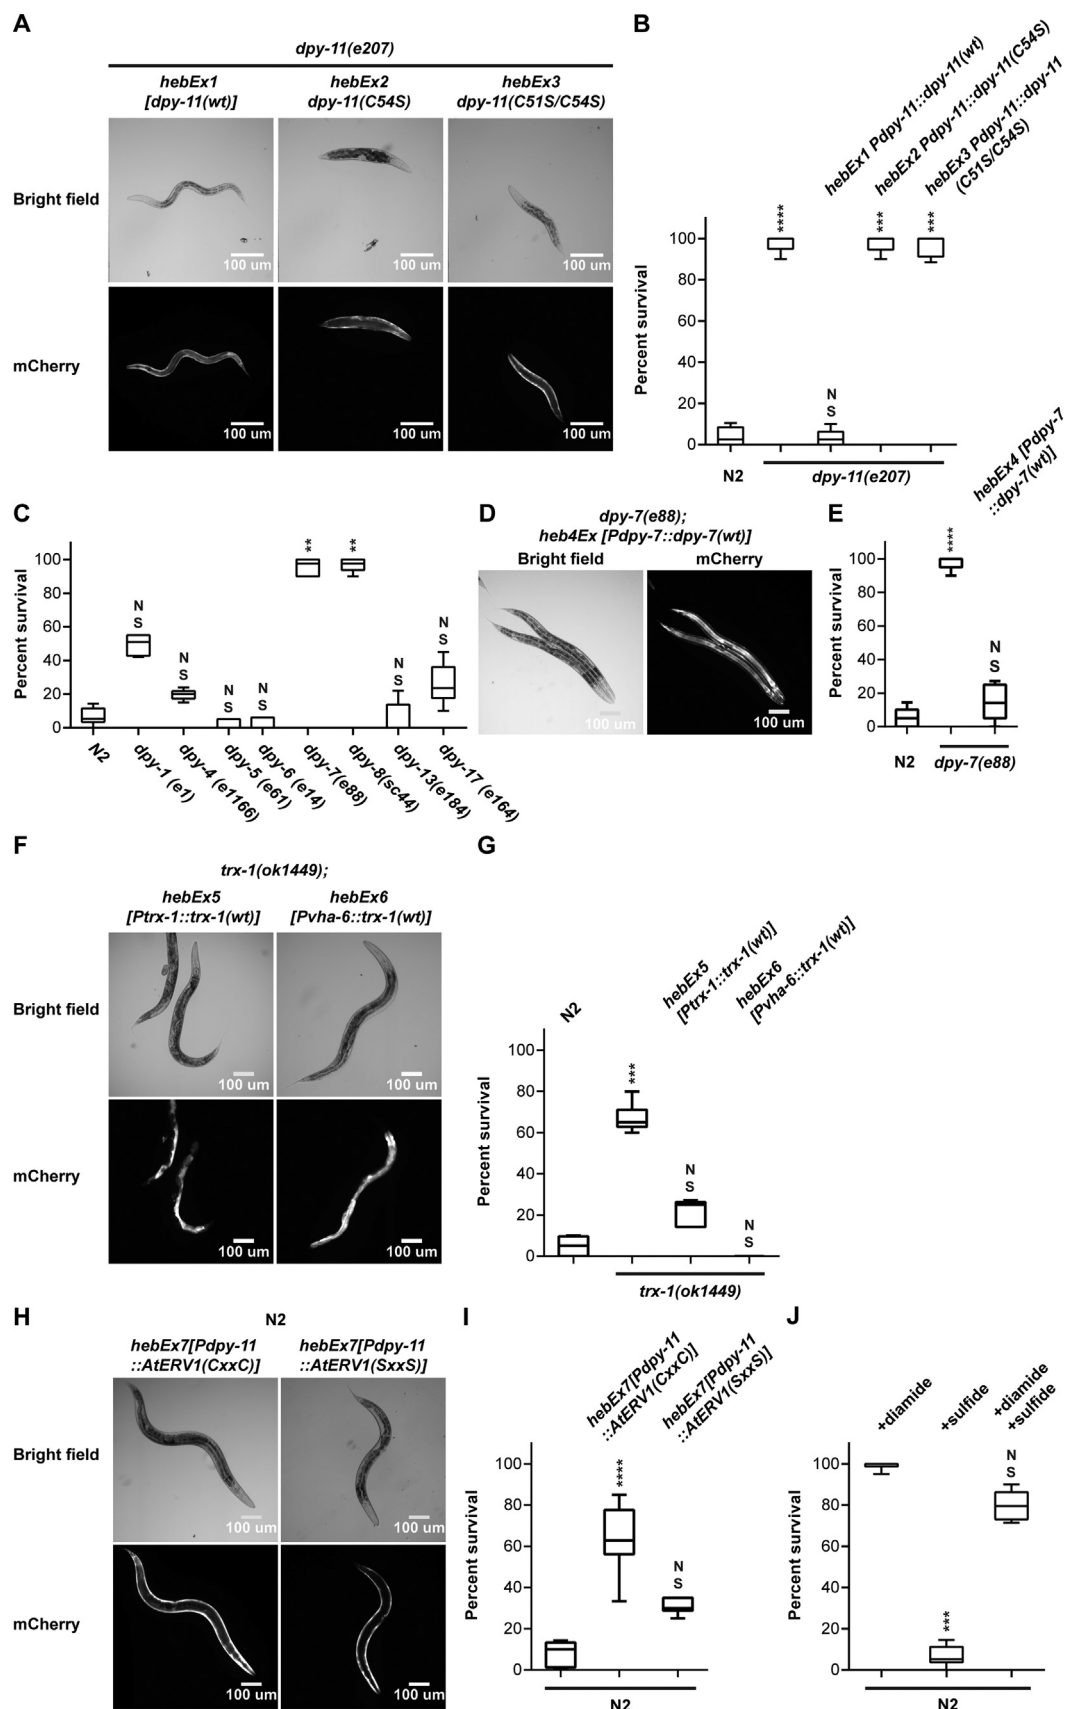 A
dpy-11(e207)
hebEx1
[dpy-11(wt)]
hebEx2
dpy-11(C54S)
hebEx3
dpy-11(C51S/C54S)
Bright field
100 um
100 um
100 um
mCherry
100 um
100 um
100 um
B
hebEx1 Pdpy-11::dpy-11(wt)
hebEx2 Pdpy-11::dpy-11(C54S)
hebEx3 Pdpy-11::dpy-11
(C51S/C54S)
Percent survival
100
80
60
40
20
0
****
N
S
***
***
N2
dpy-11(e207)
C
Percent survival
100
80
60
40
20
0
N
S
N
S
N
S
N
S
**
**
N
S
N
S
N2
dpy-1 (e1)
dpy-4 (e1166)
dpy-5 (e61)
dpy-6 (e14)
dpy-7(e88)
dpy-8(sc44)
dpy-13(e184)
dpy-17 (e164)
D
dpy-7(e88);
heb4Ex [Pdpy-7::dpy-7(wt)]
Bright field
mCherry
100 um
100 um
E
hebEx4 [Pdpy-7
::dpy-7(wt)]
Percent survival
100
80
60
40
20
0
****
N
S
N2
dpy-7(e88)
F
trx-1(ok1449);
hebEx5
[Ptrx-1::trx-1(wt)]
hebEx6
[Pvha-6::trx-1(wt)]
Bright field
100 um
100 um
mCherry
100 um
100 um
G
N2
hebEx5
[Ptrx-1::trx-1(wt)]
hebEx6
[Pvha-6::trx-1(wt)]
Percent survival
100
80
60
40
20
0
***
N
S
N
S
trx-1(ok1449)
H
N2
hebEx7[Pdpy-11
::AtERV1(CxxC)]
hebEx7[Pdpy-11
::AtERV1(SxxS)]
Bright field
100 um
100 um
mCherry
100 um
100 um
I
hebEx7[Pdpy-11
::AtERV1(CxxC)]
hebEx7[Pdpy-11
::AtERV1(SxxS)]
Percent survival
100
80
60
40
20
0
****
N
S
N2
J
+diamide
+sulfide
+diamide
+sulfide
Percent survival
100
80
60
40
20
0
***
N
S
N2